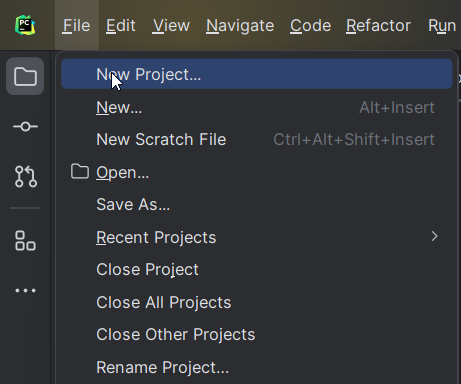 PC
File Edit View Navigate Code Refactor Run
New Project...
New... Alt+Insert
New Scratch File Ctrl+Alt+Shift+Insert
Open...
Save As...
Recent Projects
Close Project
Close All Projects
Close Other Projects
Rename Project...